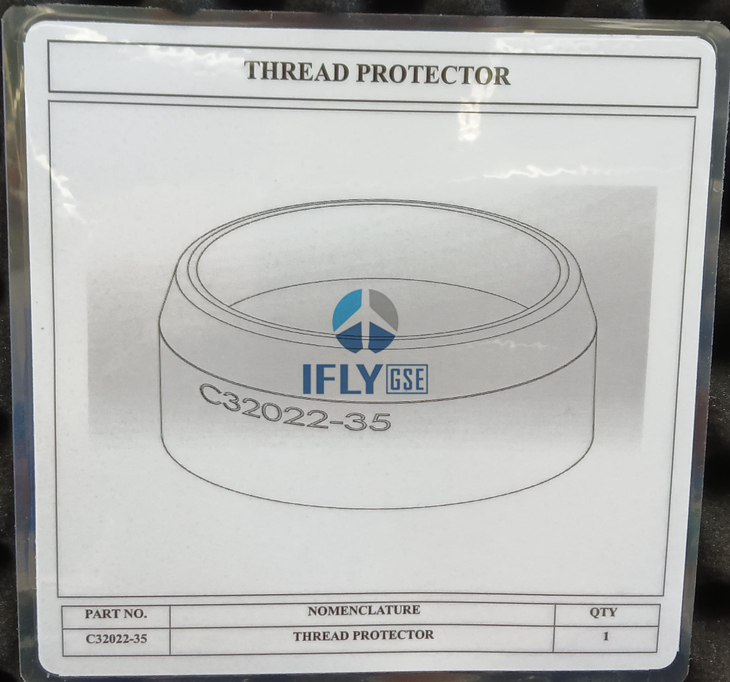 THREAD PROTECTOR
IFLY GSE
C32022-35
PART NO. NOMENCLATURE QTY
C32022-35 THREAD PROTECTOR 1